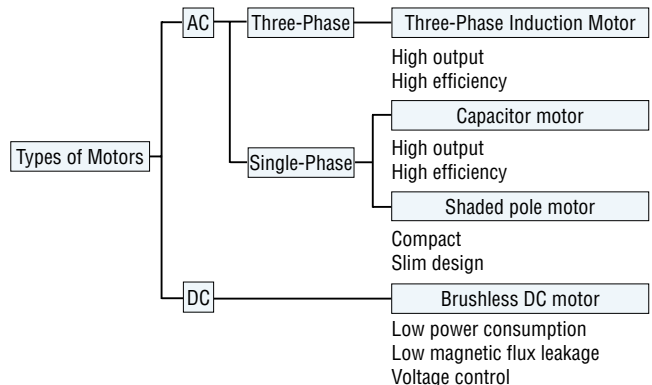 AC
Three-Phase
Three-Phase Induction Motor
High output
High efficiency
Capacitor motor
Types of Motors
Single-Phase
High output
High efficiency
Shaded pole motor
Compact
Slim design
DC
Brushless DC motor
Low power consumption
Low magnetic flux leakage
Voltage control